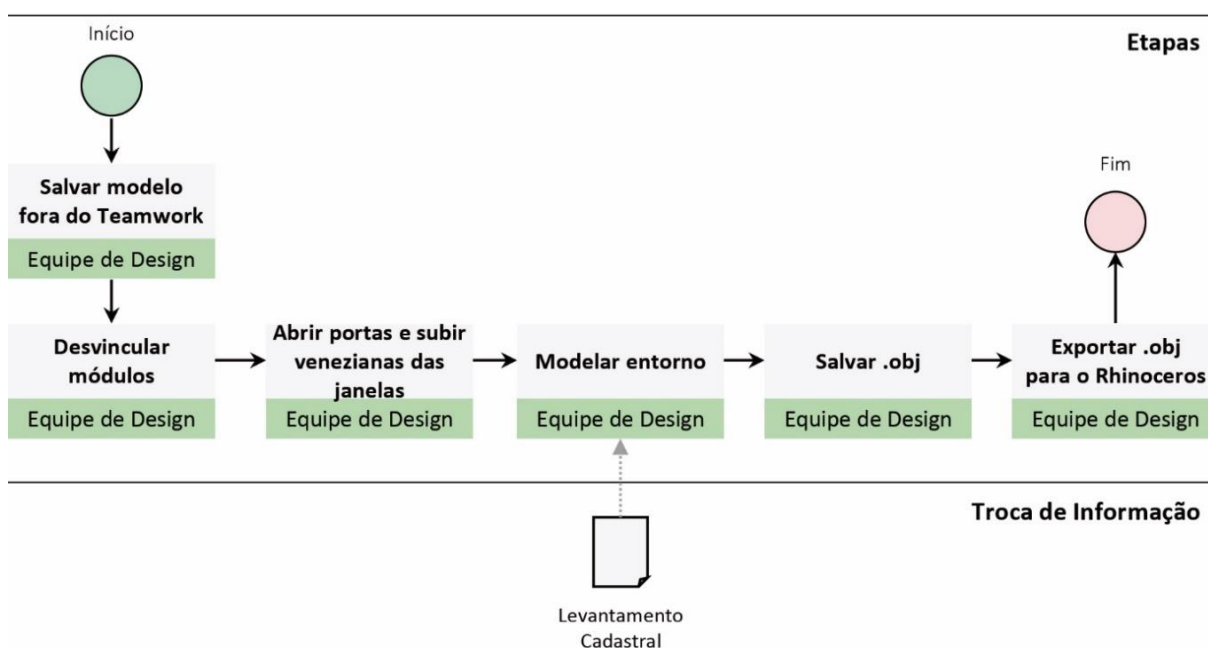 Início
Etapas
Salvar modelo
fora do Teamwork
Equipe de Design
Fim
Desvincular
módulos
Equipe de Design
Abrir portas e subir
venezianas das
janelas
Equipe de Design
Modelar entorno
Equipe de Design
Salvar .obj
Equipe de Design
Exportar .obj
para o Rhinoceros
Equipe de Design
Troca de Informação
Levantamento
Cadastral